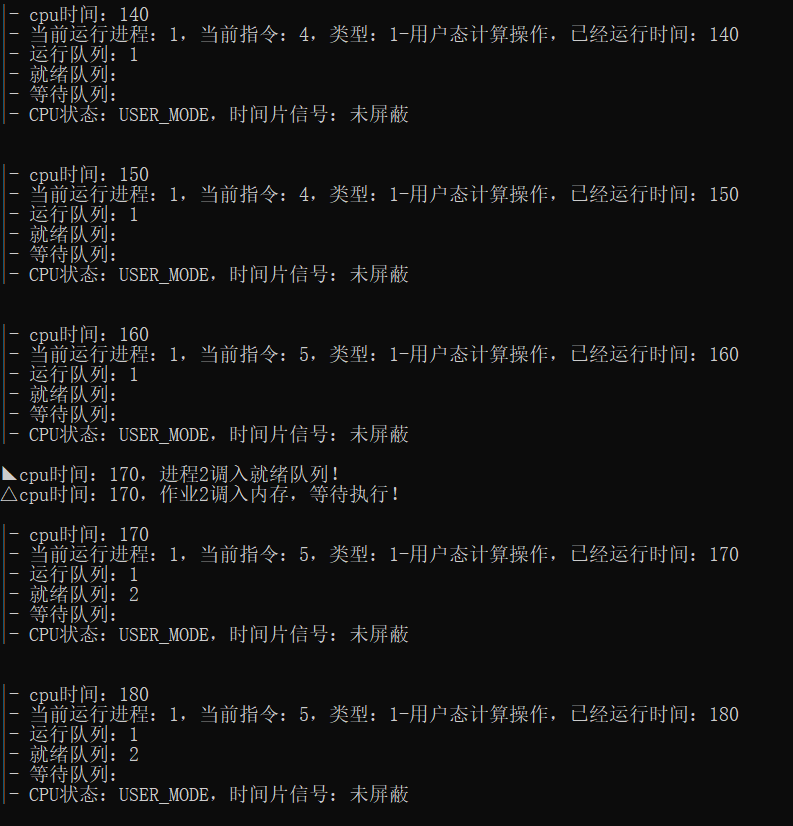 - cpu时间: 140
- 当前运行进程: 1, 当前指令: 4, 类型: 1-用户态计算操作, 已经运行时间: 140
- 运行队列: 1
- 就绪队列:
- 等待队列:
- CPU状态: USER_MODE, 时间片信号: 未屏蔽
- cpu时间: 150
- 当前运行进程: 1, 当前指令: 4, 类型: 1-用户态计算操作, 已经运行时间: 150
- 运行队列: 1
- 就绪队列:
- 等待队列:
- CPU状态: USER_MODE, 时间片信号: 未屏蔽
- cpu时间: 160
- 当前运行进程: 1, 当前指令: 5, 类型: 1-用户态计算操作, 已经运行时间: 160
- 运行队列: 1
- 就绪队列:
- 等待队列:
- CPU状态: USER_MODE, 时间片信号: 未屏蔽
◣cpu时间: 170, 进程2调入就绪队列!
△cpu时间: 170, 作业2调入内存, 等待执行!
- cpu时间: 170
- 当前运行进程: 1, 当前指令: 5, 类型: 1-用户态计算操作, 已经运行时间: 170
- 运行队列: 1
- 就绪队列: 2
- 等待队列:
- CPU状态: USER_MODE, 时间片信号: 未屏蔽
- cpu时间: 180
- 当前运行进程: 1, 当前指令: 5, 类型: 1-用户态计算操作, 已经运行时间: 180
- 运行队列: 1
- 就绪队列: 2
- 等待队列:
- CPU状态: USER_MODE, 时间片信号: 未屏蔽